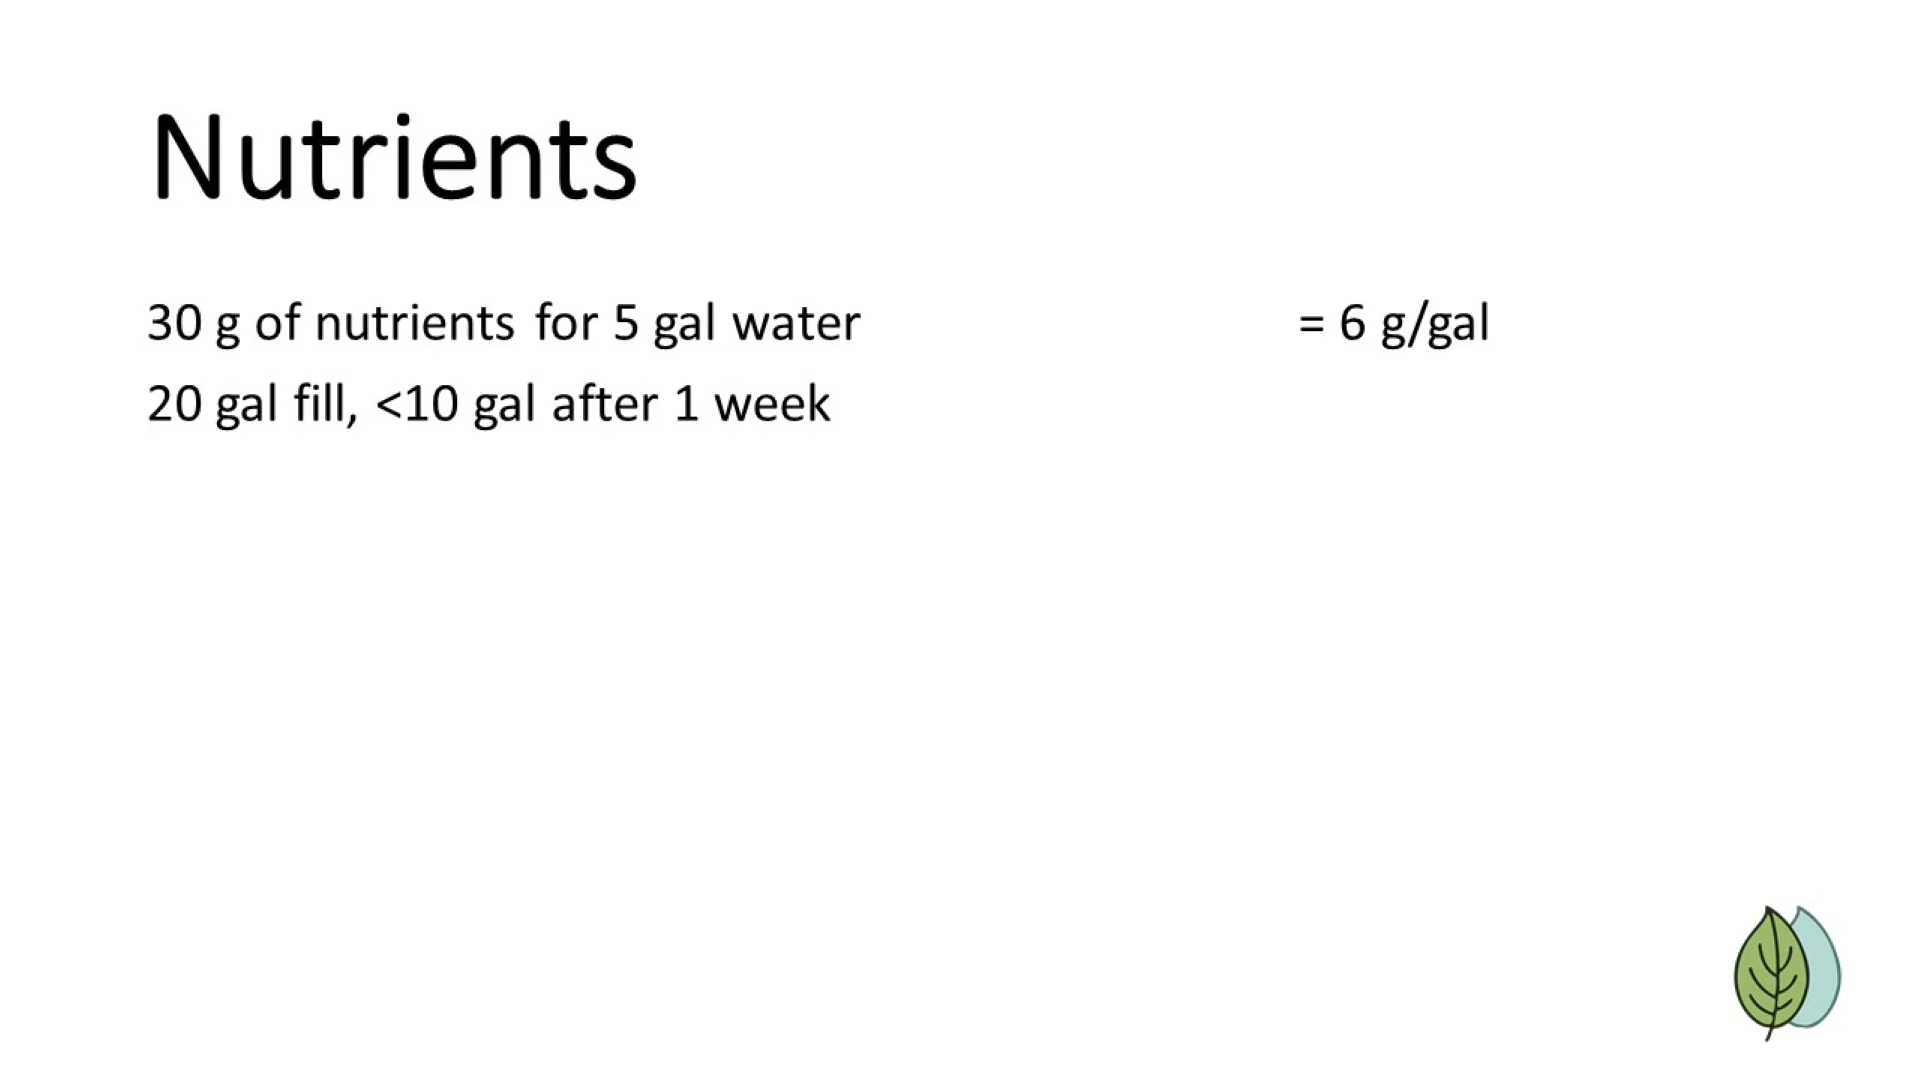 Nutrients
30 g of nutrients for 5 gal water = 6 g/gal
20 gal fill, <10 gal after 1 week